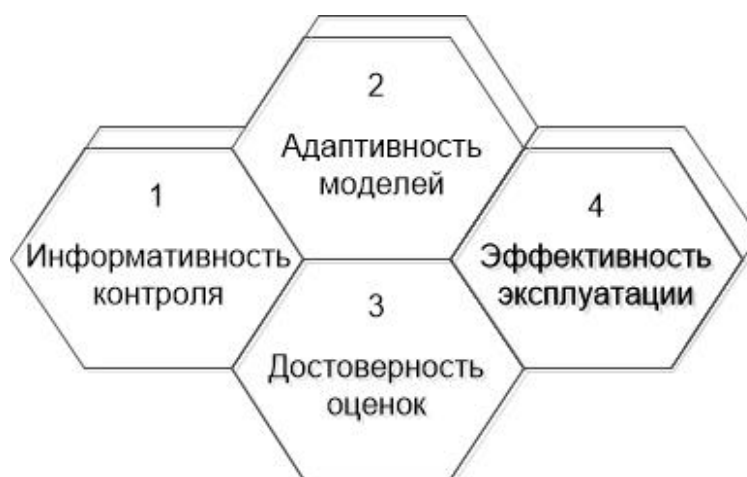 1
Информативность
контроля
2
Адаптивность
моделей
3
Достоверность
оценок
4
Эффективность
эксплуатации